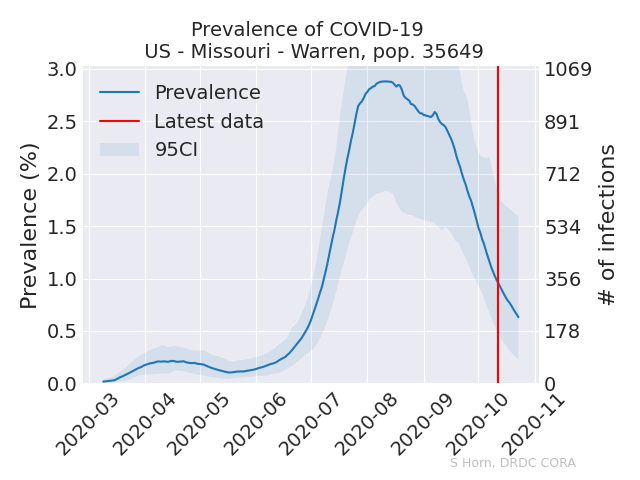 Prevalence of COVID-19
US - Missouri - Warren, pop. 35649
Prevalence (%)
3.0
2.5
2.0
1.5
1.0
0.5
0.0
Prevalence
Latest data
95CI
1069
891
712
534
356
178
0
# of infections
2020-03
2020-04
2020-05
2020-06
2020-07
2020-08
2020-09
2020-10
2020-11
S Horn, DRDC CORA